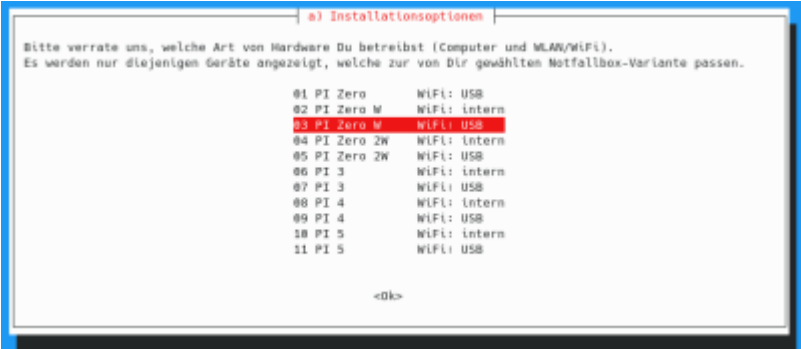 a) Installationsoptionen
Bitte verrate uns, welche Art von Hardware Du betreibst (Computer und WLAN/WiFi).
Es werden nur diejenigen Geräte angezeigt, welche zur von Dir gewählten Notfallbox-Variante passen.
01 PI Zero WiFi: USB
02 PI Zero W WiFi: intern
03 PI Zero W WiFi: USB
04 PI Zero 2W WiFi: intern
05 PI Zero 2W WiFi: USB
06 PI 3 WiFi: intern
07 PI 3 WiFi: USB
08 PI 4 WiFi: intern
09 PI 4 WiFi: USB
10 PI 5 WiFi: intern
11 PI 5 WiFi: USB
<Ok>